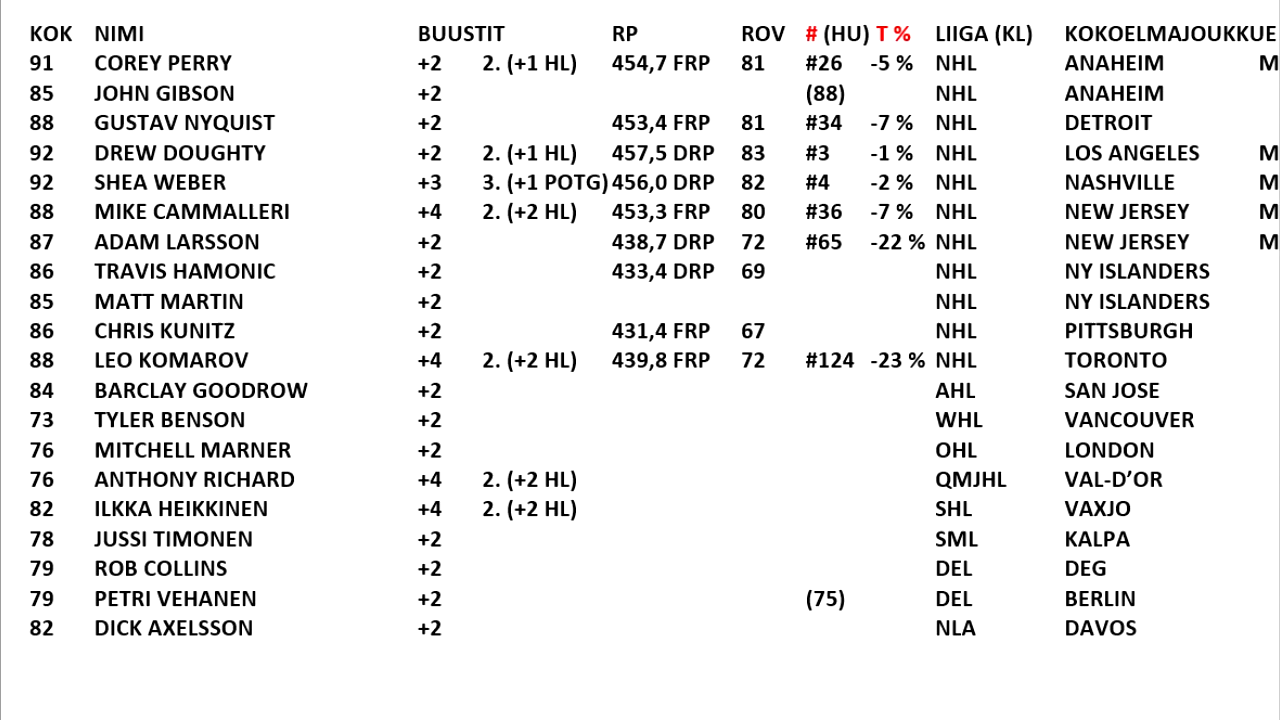 KOK NIMI BUUSTIT RP ROV # (HU) T % LIIGA (KL) KOKOELMAJOUKKUE
91 COREY PERRY +2 2. (+1 HL) 454,7 FRP 81 #26 -5 % NHL ANAHEIM M
85 JOHN GIBSON +2 (88) NHL ANAHEIM
88 GUSTAV NYQUIST +2 453,4 FRP 81 #34 -7 % NHL DETROIT
92 DREW DOUGHTY +2 2. (+1 HL) 457,5 DRP 83 #3 -1 % NHL LOS ANGELES M
92 SHEA WEBER +3 3. (+1 POTG) 456,0 DRP 82 #4 -2 % NHL NASHVILLE M
88 MIKE CAMMALLERI +4 2. (+2 HL) 453,3 FRP 80 #36 -7 % NHL NEW JERSEY M
87 ADAM LARSSON +2 438,7 DRP 72 #65 -22 % NHL NEW JERSEY M
86 TRAVIS HAMONIC +2 433,4 DRP 69 NHL NY ISLANDERS
85 MATT MARTIN +2 NHL NY ISLANDERS
86 CHRIS KUNITZ +2 431,4 FRP 67 NHL PITTSBURGH
88 LEO KOMAROV +4 2. (+2 HL) 439,8 FRP 72 #124 -23 % NHL TORONTO
84 BARCLAY GOODROW +2 AHL SAN JOSE
73 TYLER BENSON +2 WHL VANCOUVER
76 MITCHELL MARNER +2 OHL LONDON
76 ANTHONY RICHARD +4 2. (+2 HL) QMJHL VAL-D’OR
82 ILKKA HEIKKINEN +4 2. (+2 HL) SHL VAXJO
78 JUSSI TIMONEN +2 SML KALPA
79 ROB COLLINS +2 DEL DEG
79 PETRI VEHANEN +2 (75) DEL BERLIN
82 DICK AXELSSON +2 NLA DAVOS